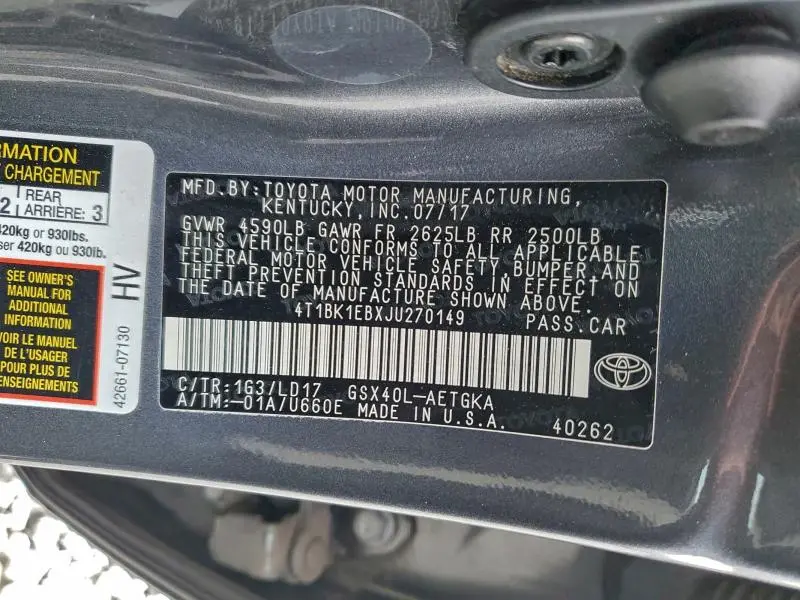 RMATION
CHARGEMENT
2 REAR
ARRIÈRE: 3
420kg or 930lbs.
ser 420kg ou 930lb.
SEE OWNER'S
MANUAL FOR
ADDITIONAL
INFORMATION
VOIR LE MANUEL
DE L'USAGER
POUR PLUS DE
RENSEIGNEMENTS
HV
42661-07130
MFD.BY:TOYOTA MOTOR MANUFACTURING,
KENTUCKY, INC.07/17
GVWR 4590LB GAWR FR 2625LB RR 2500LB
THIS VEHICLE CONFORMS TO ALL APPLICABLE
FEDERAL MOTOR VEHICLE SAFETY, BUMPER, AND
THEFT PREVENTION STANDARDS IN EFFECT ON
THE DATE OF MANUFACTURE SHOWN ABOVE.
4T1BK1EBXJU270149 PASS.CAR
C/TR:1G3/LD17 GSX40L-AETGKA
A/TM:-01A/U660E MADE IN U.S.A. 40262